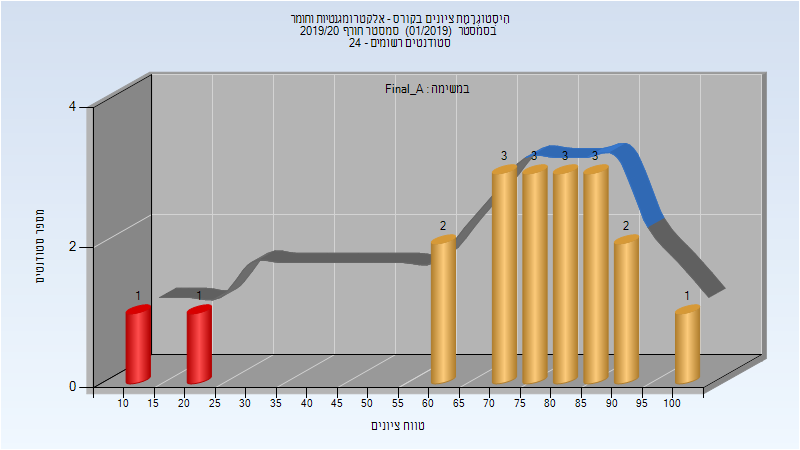 היסטוגרמת ציונים בקורס - אלקטרומגנטיות וחומר
בסמסטר (01/2019) סמסטר חורף 2019/20
סטודנטים רשומים - 24
במשימה: Final_A
מספר סטודנטים
4
2
0
1
1
2
3
3
3
3
2
1
10 15 20 25 30 35 40 45 50 55 60 65 70 75 80 85 90 95 100
טווח ציונים